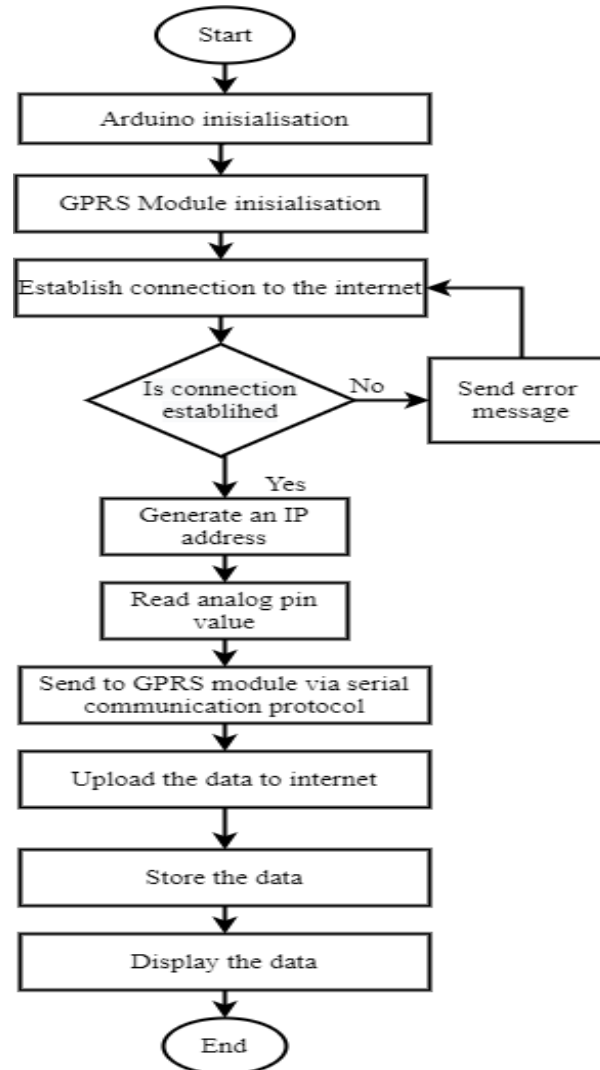 Start
Arduino inisialisation
GPRS Module inisialisation
Establish connection to the internet
Is connection
establihed
No
Send error
message
Yes
Generate an IP
address
Read analog pin
value
Send to GPRS module via serial
communication protocol
Upload the data to internet
Store the data
Display the data
End